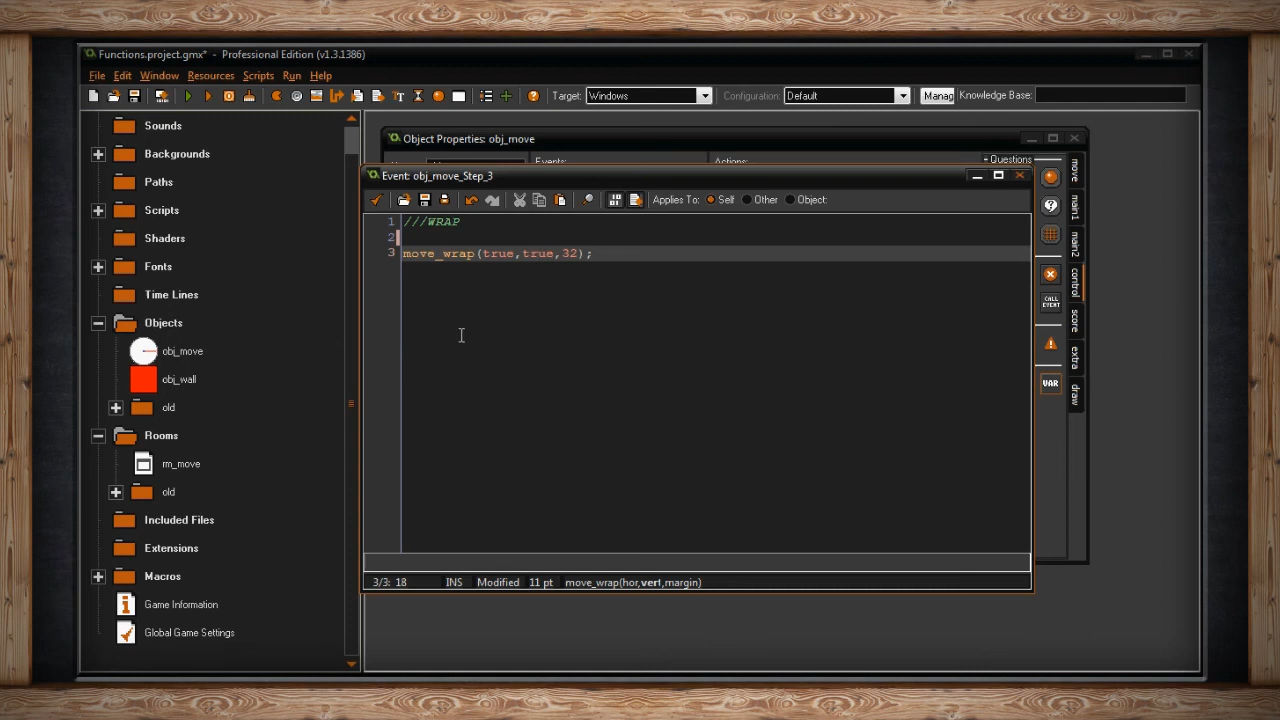 Functions.project.gmx* - Professional Edition (v1.3.1386)
File Edit Window Resources Scripts Run Help
Target: Windows Configuration: Default Manag Knowledge Base:
Sounds
Backgrounds
Paths
Scripts
Shaders
Fonts
Time Lines
Objects
obj_move
obj_wall
old
Rooms
rm_move
old
Included Files
Extensions
Macros
Game Information
Global Game Settings
Object Properties: obj_move
Events: Actions: Questions
Event: obj_move_Step_3
Applies To: Self Other Object:
1 ///WRAP
2
3 move_wrap(true,true,32);
3/3: 18 INS Modified 11 pt move_wrap(hor,vert,margin)
CALL
EVENT
VAR
move
main1
main2
control
score
extra
draw